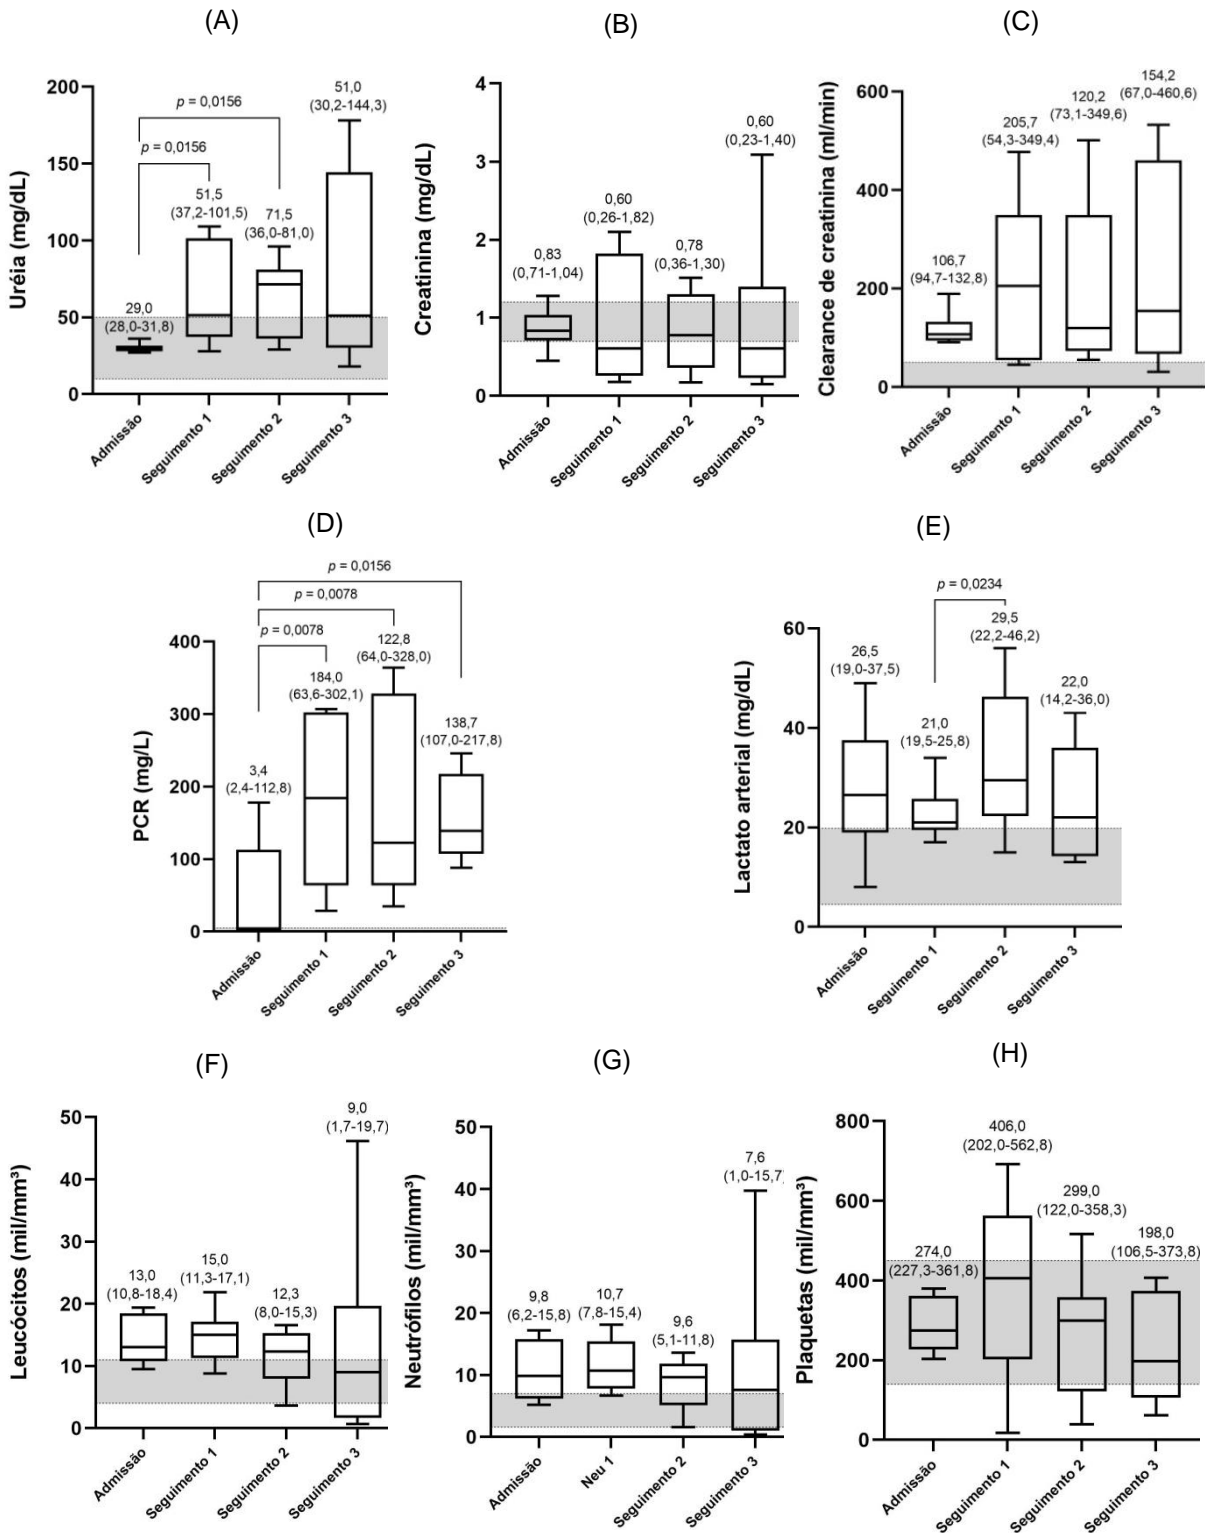 (A)
Uréia (mg/dL)
200
150
100
50
0
p = 0,0156
p = 0,0156
29,0
(28,0-31,8)
51,5
(37,2-101,5)
71,5
(36,0-81,0)
51,0
(30,2-144,3)
Admissão
Seguimento 1
Seguimento 2
Seguimento 3
(B)
Creatinina (mg/dL)
4
3
2
1
0
0,83
(0,71-1,04)
0,60
(0,26-1,82)
0,78
(0,36-1,30)
0,60
(0,23-1,40)
Admissão
Seguimento 1
Seguimento 2
Seguimento 3
(C)
Clearance de creatinina (ml/min)
600
400
200
0
106,7
(94,7-132,8)
205,7
(54,3-349,4)
120,2
(73,1-349,6)
154,2
(67,0-460,6)
Admissão
Seguimento 1
Seguimento 2
Seguimento 3
(D)
PCR (mg/L)
400
300
200
100
0
p = 0,0156
p = 0,0078
p = 0,0078
3,4
(2,4-112,8)
184,0
(63,6-302,1)
122,8
(64,0-328,0)
138,7
(107,0-217,8)
Admissão
Seguimento 1
Seguimento 2
Seguimento 3
(E)
Lactato arterial (mg/dL)
60
40
20
0
p = 0,0234
26,5
(19,0-37,5)
21,0
(19,5-25,8)
29,5
(22,2-46,2)
22,0
(14,2-36,0)
Admissão
Seguimento 1
Seguimento 2
Seguimento 3
(F)
Leucócitos (mil/mm³)
50
40
30
20
10
0
13,0
(10,8-18,4)
15,0
(11,3-17,1)
12,3
(8,0-15,3)
9,0
(1,7-19,7)
Admissão
Seguimento 1
Seguimento 2
Seguimento 3
(G)
Neutrófilos (mil/mm³)
50
40
30
20
10
0
9,8
(6,2-15,8)
10,7
(7,8-15,4)
9,6
(5,1-11,8)
7,6
(1,0-15,7)
Admissão
Neu 1
Seguimento 2
Seguimento 3
(H)
Plaquetas (mil/mm³)
800
600
400
200
0
274,0
(227,3-361,8)
406,0
(202,0-562,8)
299,0
(122,0-358,3)
198,0
(106,5-373,8)
Admissão
Seguimento 1
Seguimento 2
Seguimento 3